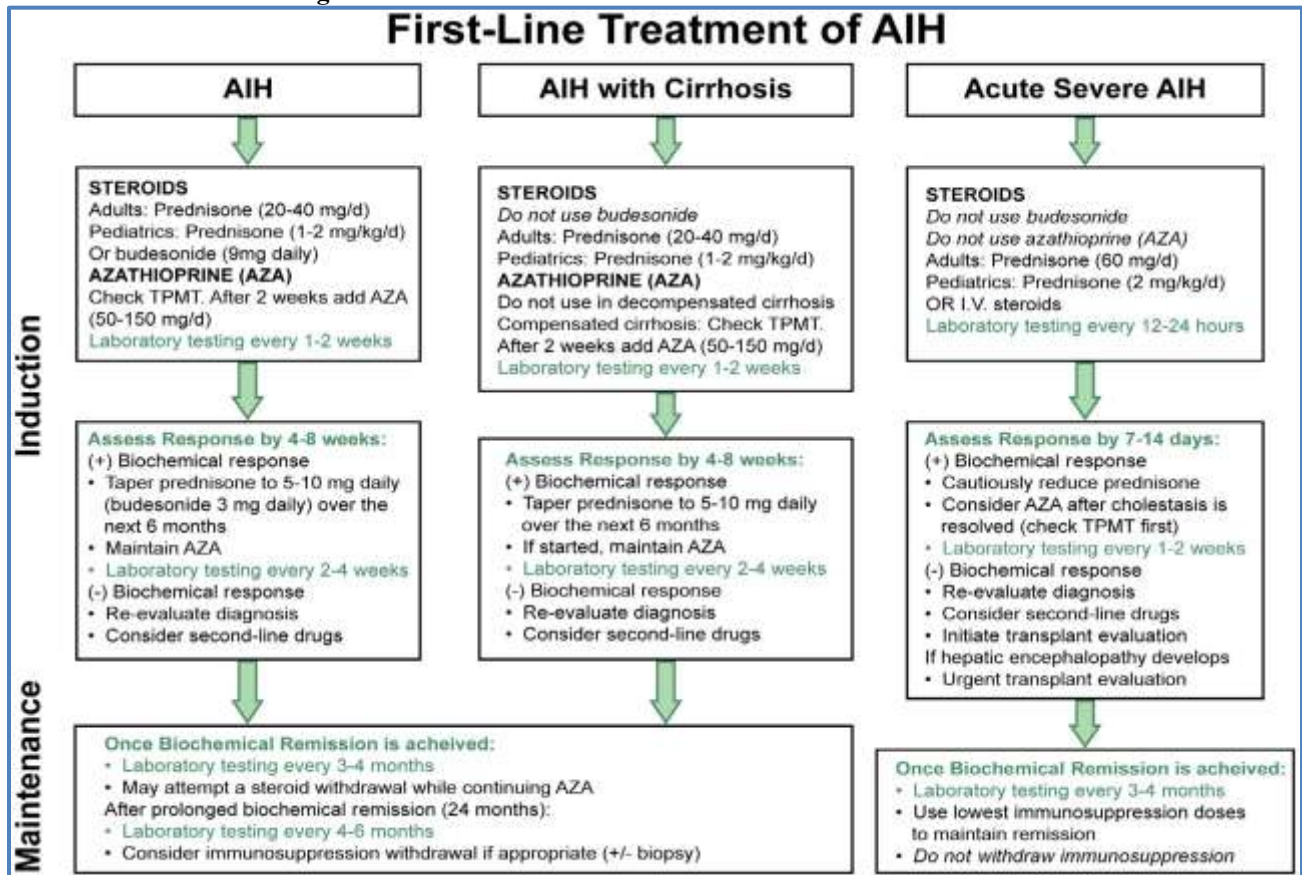 First-Line Treatment of AIH
AIH
STEROIDS
Adults: Prednisone (20-40 mg/d)
Pediatrics: Prednisone (1-2 mg/kg/d)
Or budesonide (9mg daily)
AZATHIOPRINE (AZA)
Check TPMT. After 2 weeks add AZA
(50-150 mg/d)
Laboratory testing every 1-2 weeks
Assess Response by 4-8 weeks:
(+) Biochemical response
• Taper prednisone to 5-10 mg daily
(budesonide 3 mg daily) over the
next 6 months
• Maintain AZA
• Laboratory testing every 2-4 weeks
(-) Biochemical response
• Re-evaluate diagnosis
• Consider second-line drugs
AIH with Cirrhosis
STEROIDS
Do not use budesonide
Adults: Prednisone (20-40 mg/d)
Pediatrics: Prednisone (1-2 mg/kg/d)
AZATHIOPRINE (AZA)
Do not use in decompensated cirrhosis
Compensated cirrhosis: Check TPMT.
After 2 weeks add AZA (50-150 mg/d)
Laboratory testing every 1-2 weeks
Assess Response by 4-8 weeks:
(+) Biochemical response
• Taper prednisone to 5-10 mg daily
over the next 6 months
• If started, maintain AZA
• Laboratory testing every 2-4 weeks
(-) Biochemical response
• Re-evaluate diagnosis
• Consider second-line drugs
Acute Severe AIH
STEROIDS
Do not use budesonide
Do not use azathioprine (AZA)
Adults: Prednisone (60 mg/d)
Pediatrics: Prednisone (2 mg/kg/d)
OR I.V. steroids
Laboratory testing every 12-24 hours
Assess Response by 7-14 days:
(+) Biochemical response
• Cautiously reduce prednisone
• Consider AZA after cholestasis is
resolved (check TPMT first)
• Laboratory testing every 1-2 weeks
(-) Biochemical response
• Re-evaluate diagnosis
• Consider second-line drugs
• Initiate transplant evaluation
If hepatic encephalopathy develops
• Urgent transplant evaluation
Induction
Maintenance
Once Biochemical Remission is acheived:
• Laboratory testing every 3-4 months
• May attempt a steroid withdrawal while continuing AZA
After prolonged biochemical remission (24 months):
• Laboratory testing every 4-6 months
• Consider immunosuppression withdrawal if appropriate (+/- biopsy)
Once Biochemical Remission is acheived:
• Laboratory testing every 3-4 months
• Use lowest immunosuppression doses
to maintain remission
• Do not withdraw immunosuppression